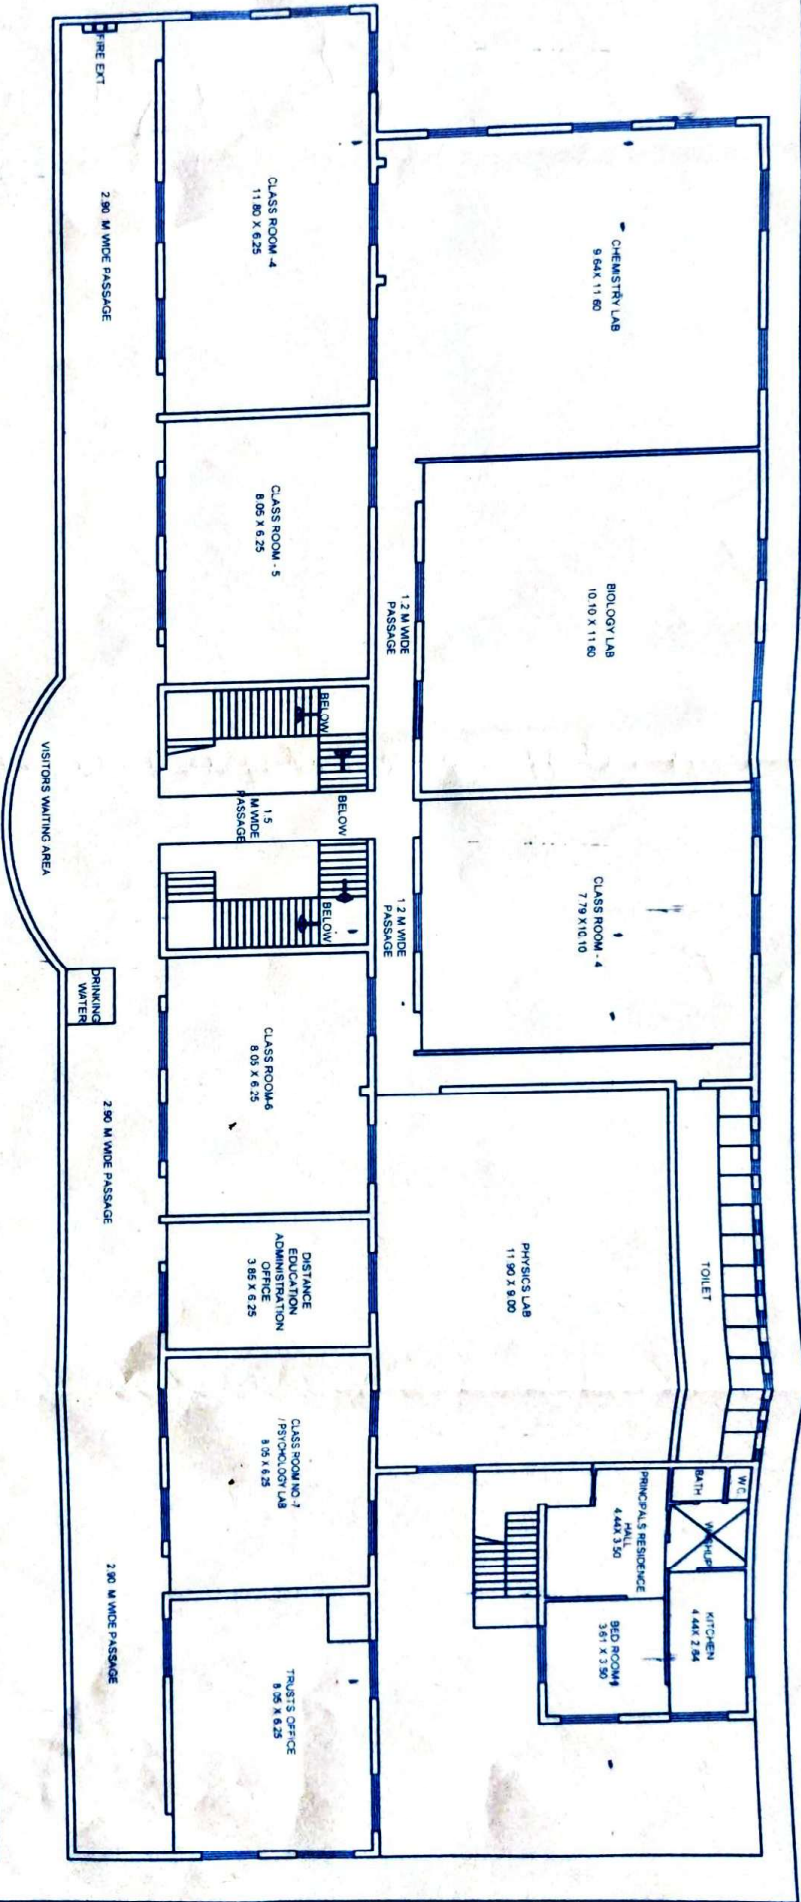 FIRE EXT
2.90 M WIDE PASSAGE
CLASS ROOM -4
11.80 X 6.25
CHEMISTRY LAB
9.64X 11.60
CLASS ROOM - 5
8.05 X 6.25
1.2 M WIDE
PASSAGE
BIOLOGY LAB
10.10 X 11.60
BELOW
BELOW
VISITORS WAITING AREA
1.5
M WIDE
PASSAGE
BELOW
1.2 M WIDE
PASSAGE
CLASS ROOM - 4
7.79 X10.10
DRINKING
WATER
CLASS ROOM-6
8.05 X 6.25
2.90 M WIDE PASSAGE
DISTANCE
EDUCATION
ADMINISTRATION
OFFICE
3.85 X 6.25
PHYSICS LAB
11.90 X 9.00
TOILET
CLASS ROOM NO -7
/ PSYCHOLOGY LAB
8.05 X 6.25
2.90 M WIDE PASSAGE
TRUSTS OFFICE
8.05 X 6.25
PRINCIPALS RESIDENCE
HALL
4.44X 3.50
BATH
W.C
KITCHEN
4.44X 2.64
BED ROOM
3.61 X 3.50